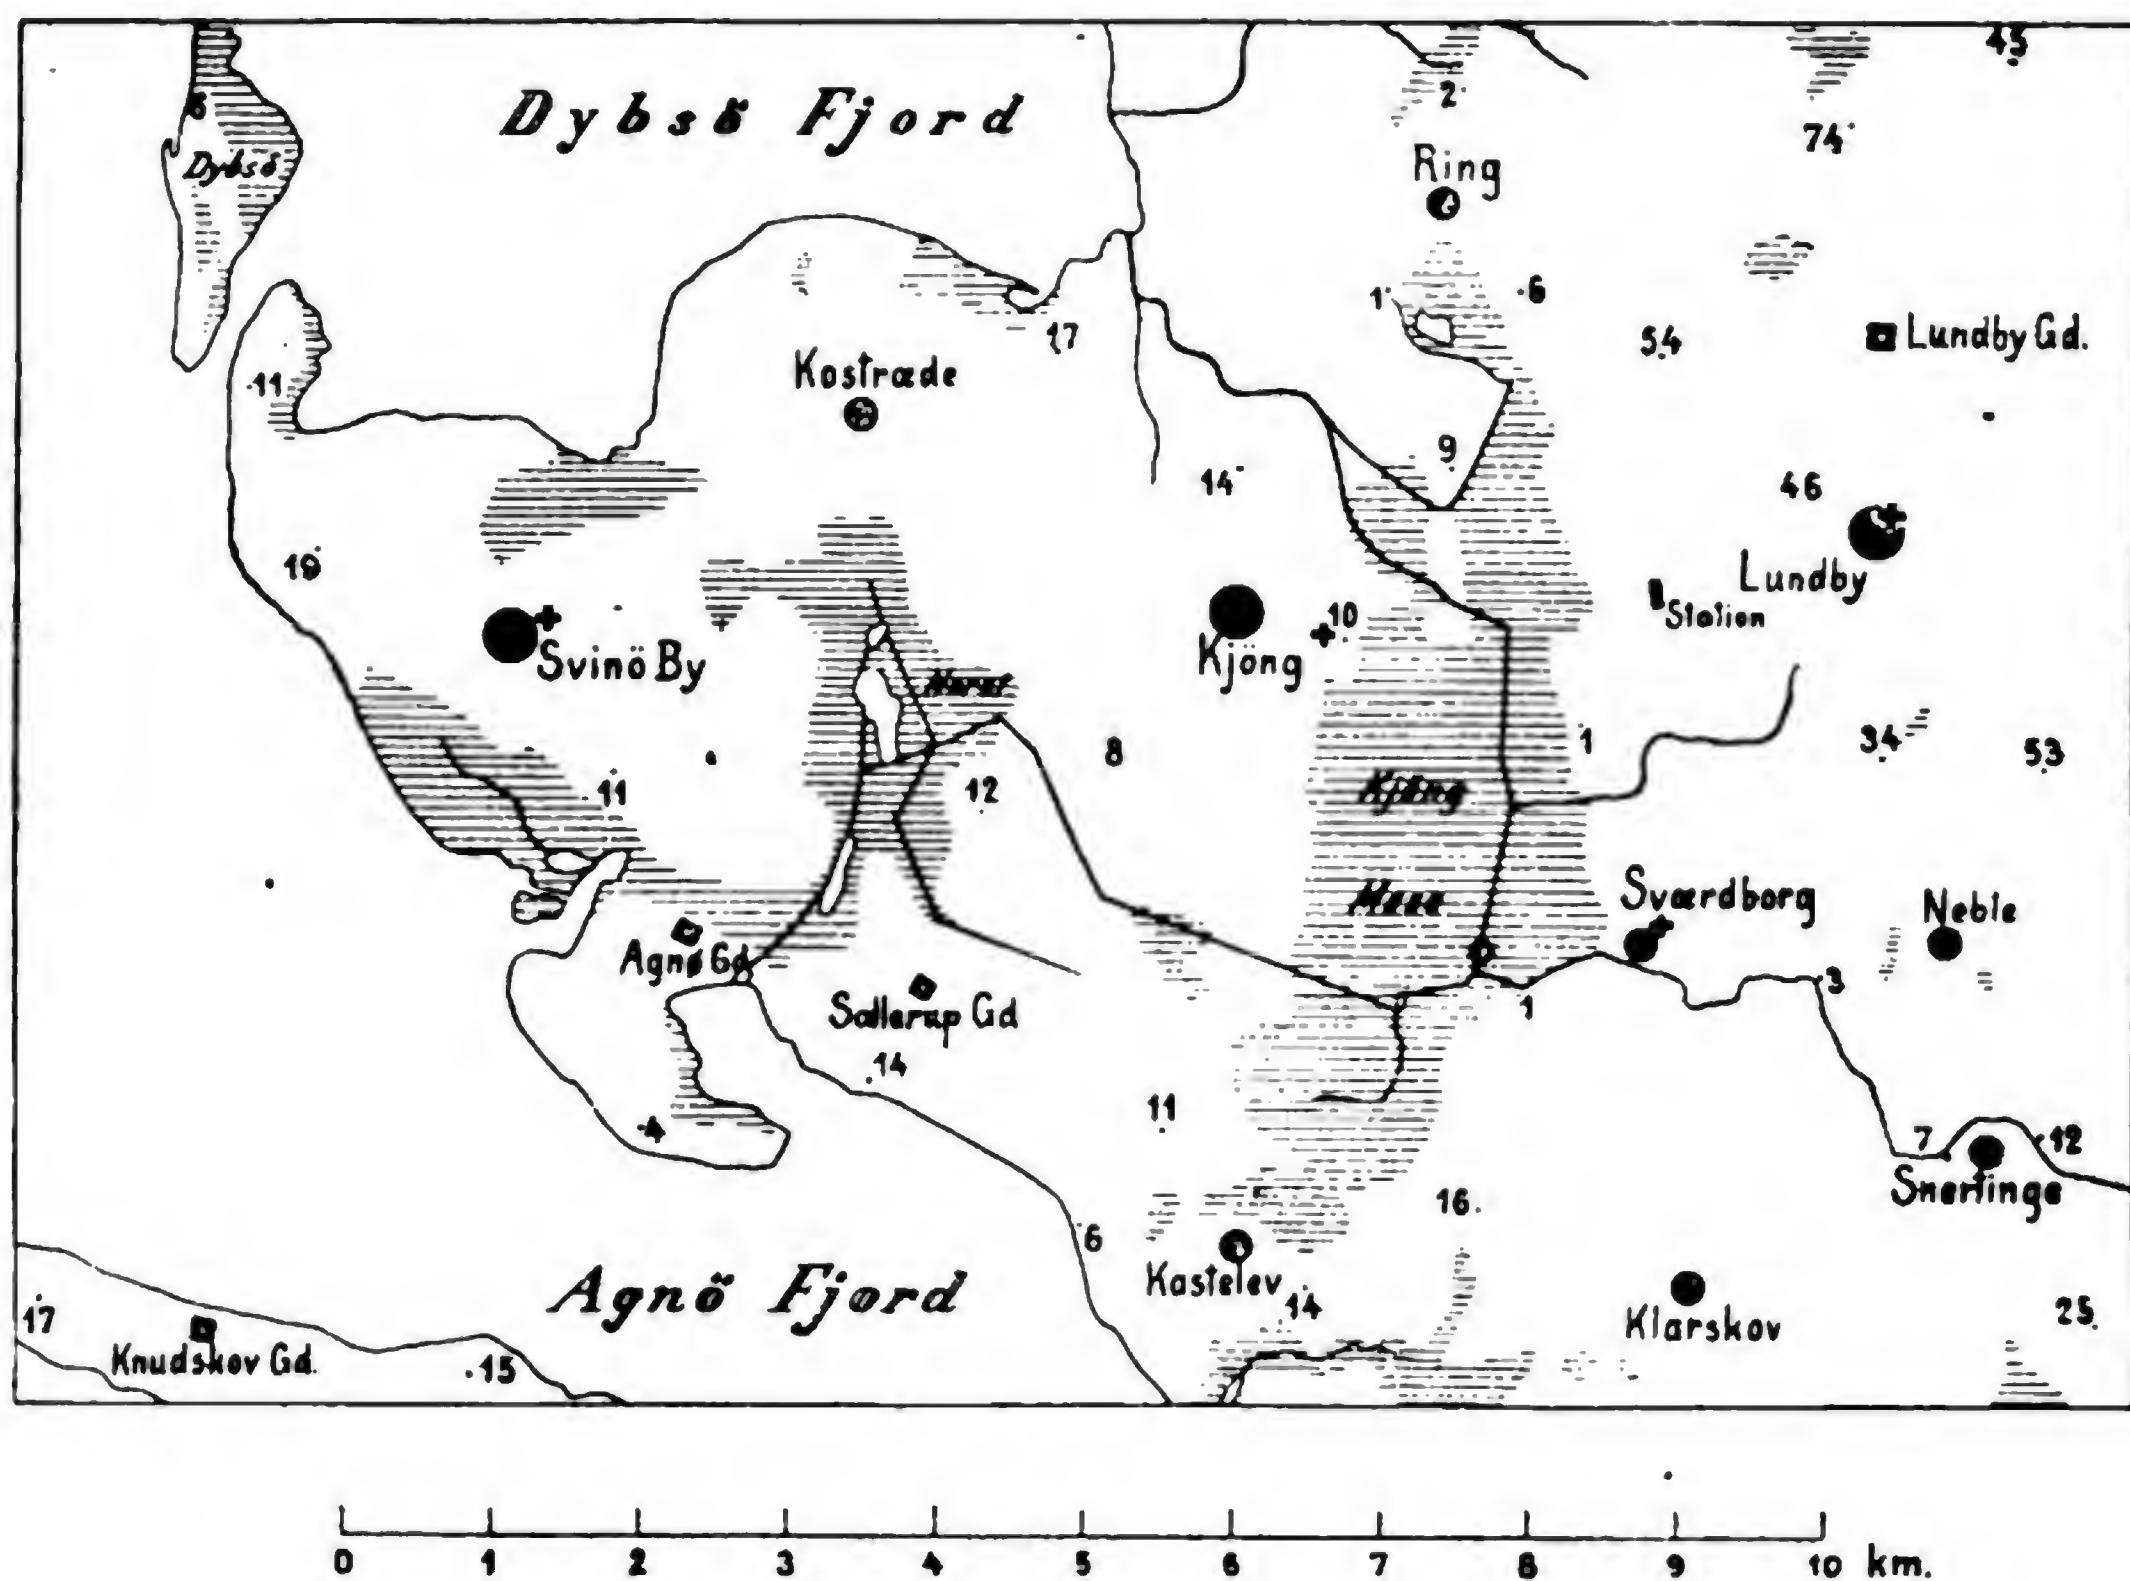 45
Dybsö Fjord
2
74
Dybsö
Ring
1
6
17
54
Lundby Gd.
11
Kostræde
9
14
46
19
Lundby
Station
10
Svinö By
Kjöng
8
1
34
53
11
12
Kjöng
Mose
Sværdborg
Neble
Agnø Gd
3
Sallerup Gd
1
14
11
4
7
12
Snertinge
16
6
Kastelev
Agnö Fjord
14
17
25
Klarskov
Knudskov Gd.
15
0 1 2 3 4 5 6 7 8 9 10 km.